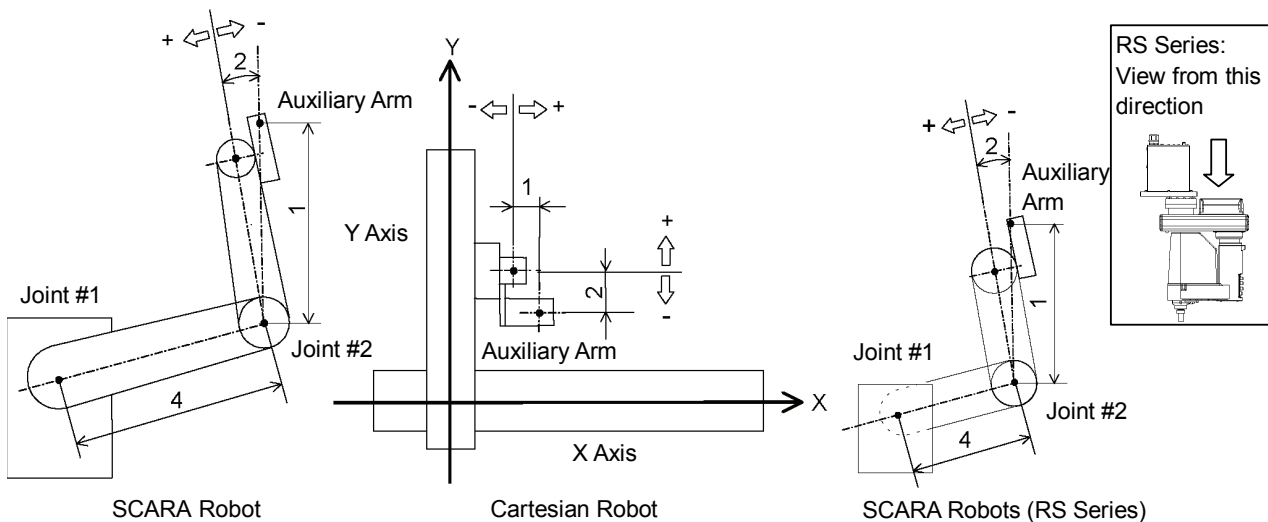 +
-
2
Auxiliary Arm
1
Joint #1
Joint #2
4
SCARA Robot
Y
-
+
1
Y Axis
+
2
-
Auxiliary Arm
X
X Axis
Cartesian Robot
+
-
2
Auxiliary
Arm
1
Joint #1
Joint #2
4
SCARA Robots (RS Series)
RS Series:
View from this
direction